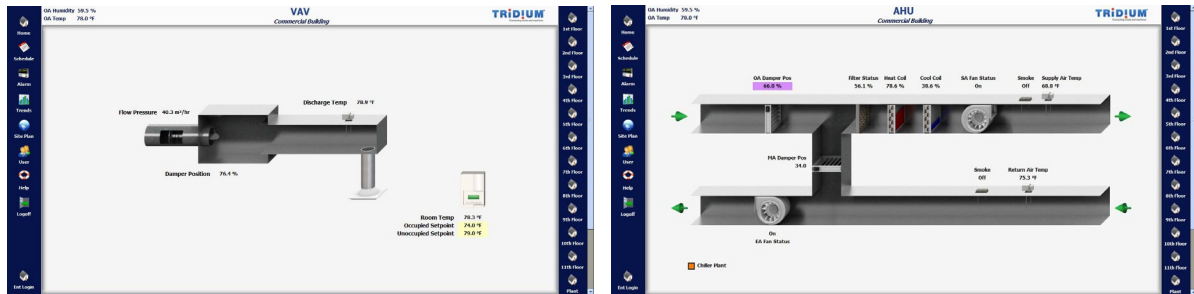 OA Humidity 59.5 %
OA Temp 78.0 °F
VAV
Commercial Building
TRIDIUM
Home
Schedule
Alarm
Trends
Site Plan
User
Help
Logoff
Ent Login
Flow Pressure 40.3 m³/hr
Discharge Temp 78.9 °F
Damper Position 76.4 %
Room Temp 78.3 °F
Occupied Setpoint 74.0 °F
Unoccupied Setpoint 79.0 °F
1st Floor
2nd Floor
3rd Floor
4th Floor
5th Floor
6th Floor
7th Floor
8th Floor
9th Floor
10th Floor
11th Floor
Plant
OA Humidity 59.5 %
OA Temp 78.0 °F
AHU
Commercial Building
TRIDIUM
Home
Schedule
Alarm
Trends
Site Plan
User
Help
Logoff
Ent Login
OA Damper Pos
66.0 %
Filter Status
56.1 %
Heat Coil
78.6 %
Cool Coil
38.6 %
SA Fan Status
On
Smoke
Off
Supply Air Temp
68.8 °F
MA Damper Pos
34.0
Smoke
Off
Return Air Temp
75.3 °F
On
EA Fan Status
Chiller Plant
1st Floor
2nd Floor
3rd Floor
4th Floor
5th Floor
6th Floor
7th Floor
8th Floor
9th Floor
10th Floor
11th Floor
Plant